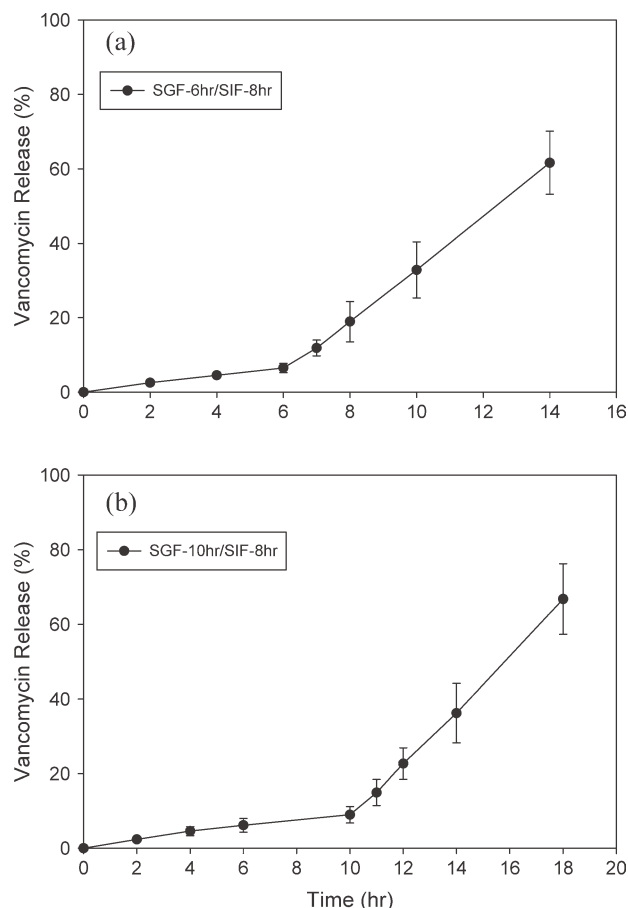 (a)
SGF-6hr/SIF-8hr
Vancomycin Release (%)
100
80
60
40
20
0
0 2 4 6 8 10 12 14 16
(b)
SGF-10hr/SIF-8hr
Vancomycin Release (%)
100
80
60
40
20
0
0 2 4 6 8 10 12 14 16 18 20
Time (hr)